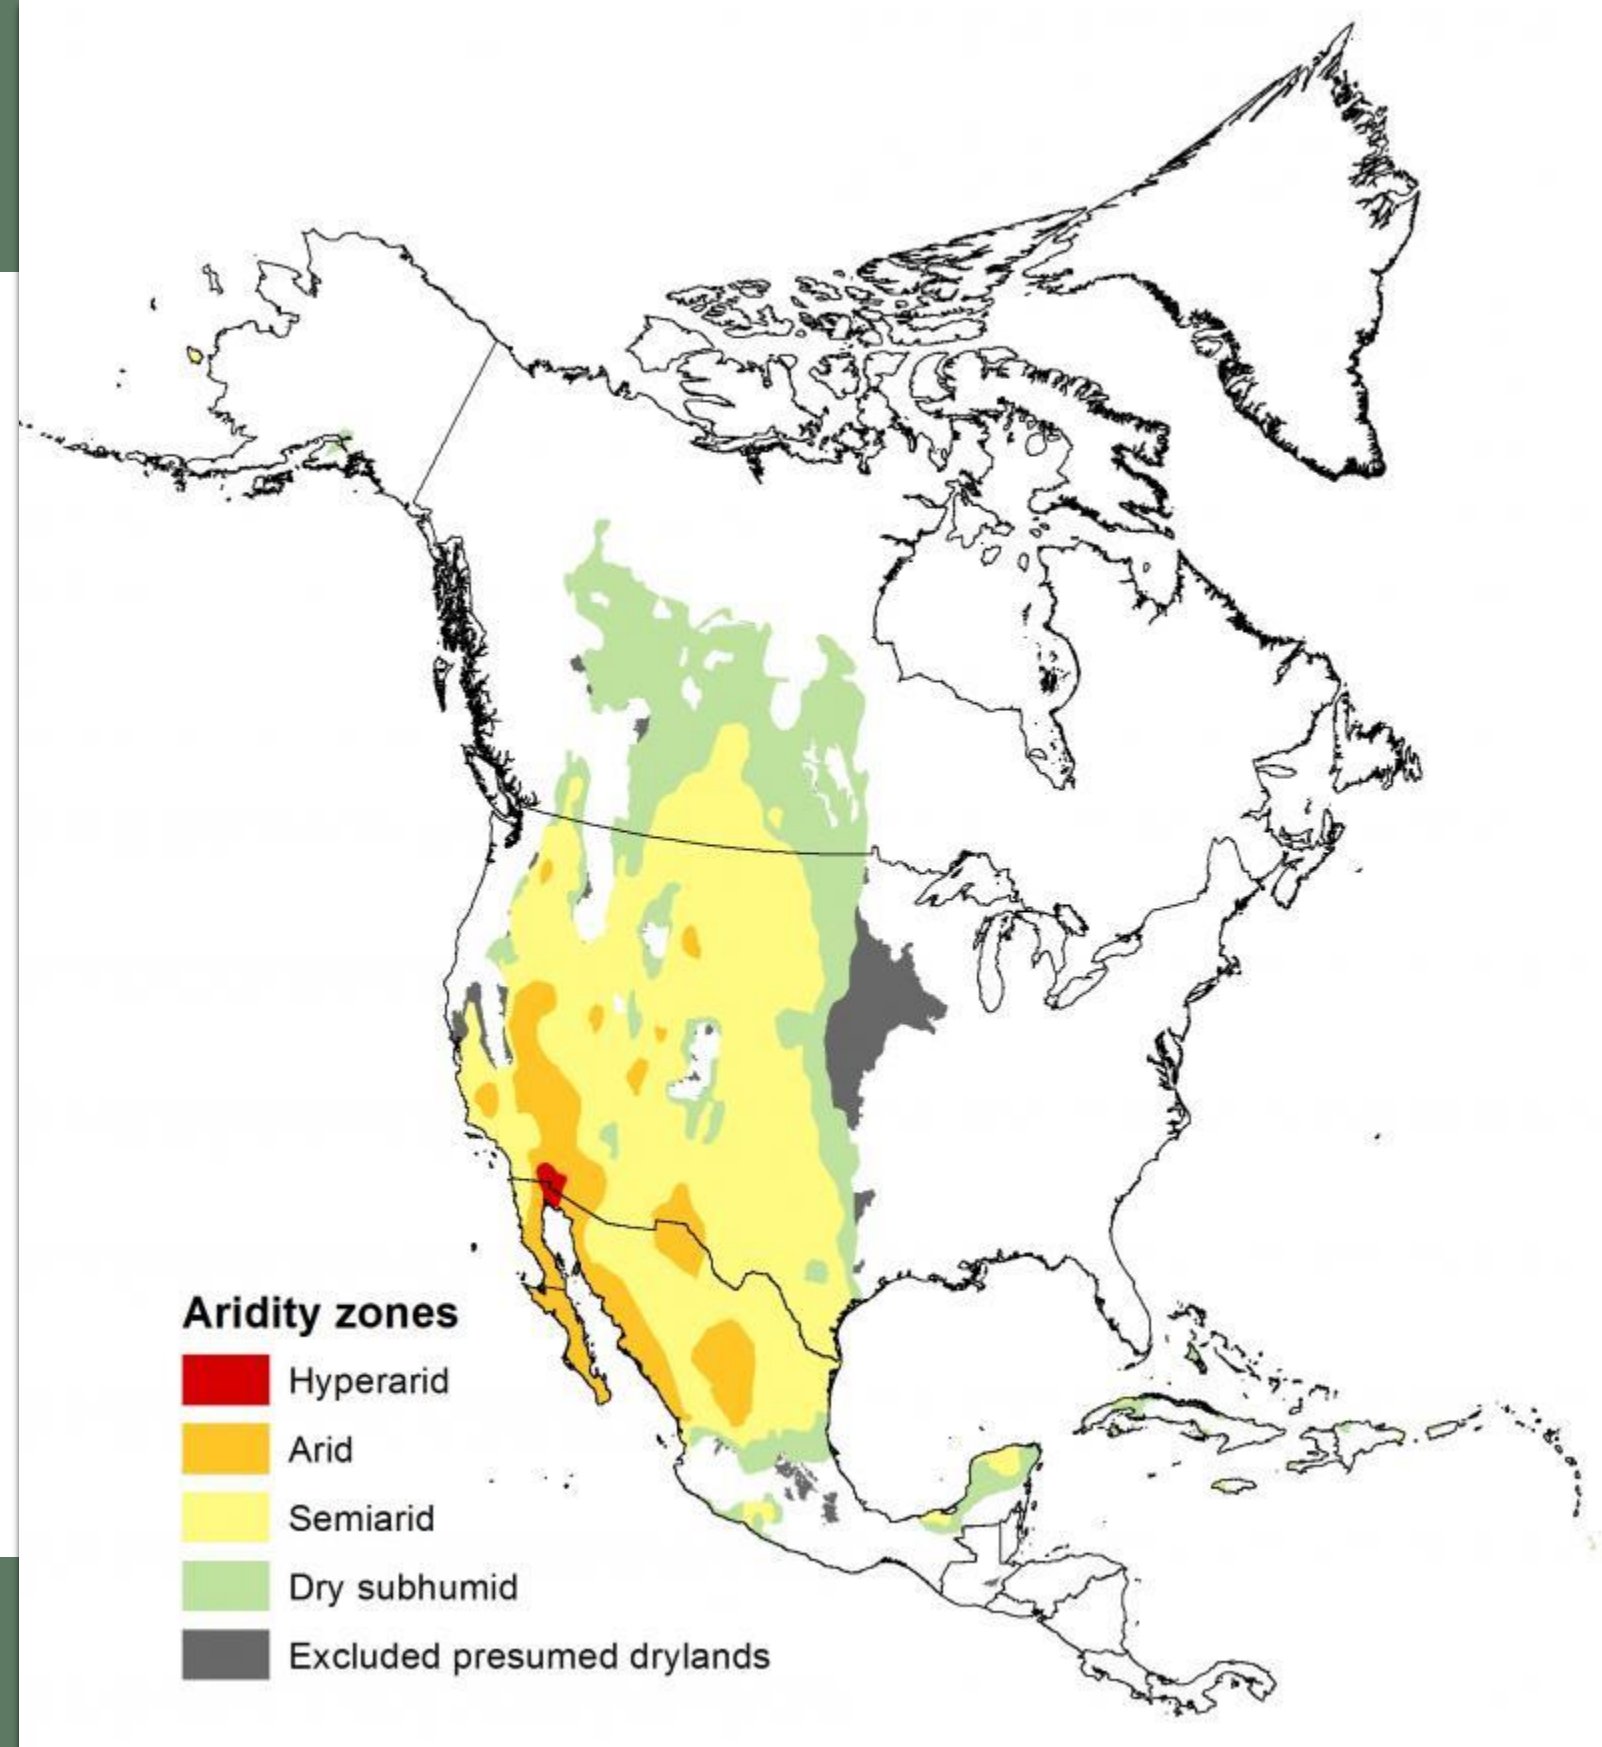 Aridity zones
Hyperarid
Arid
Semiarid
Dry subhumid
Excluded presumed drylands